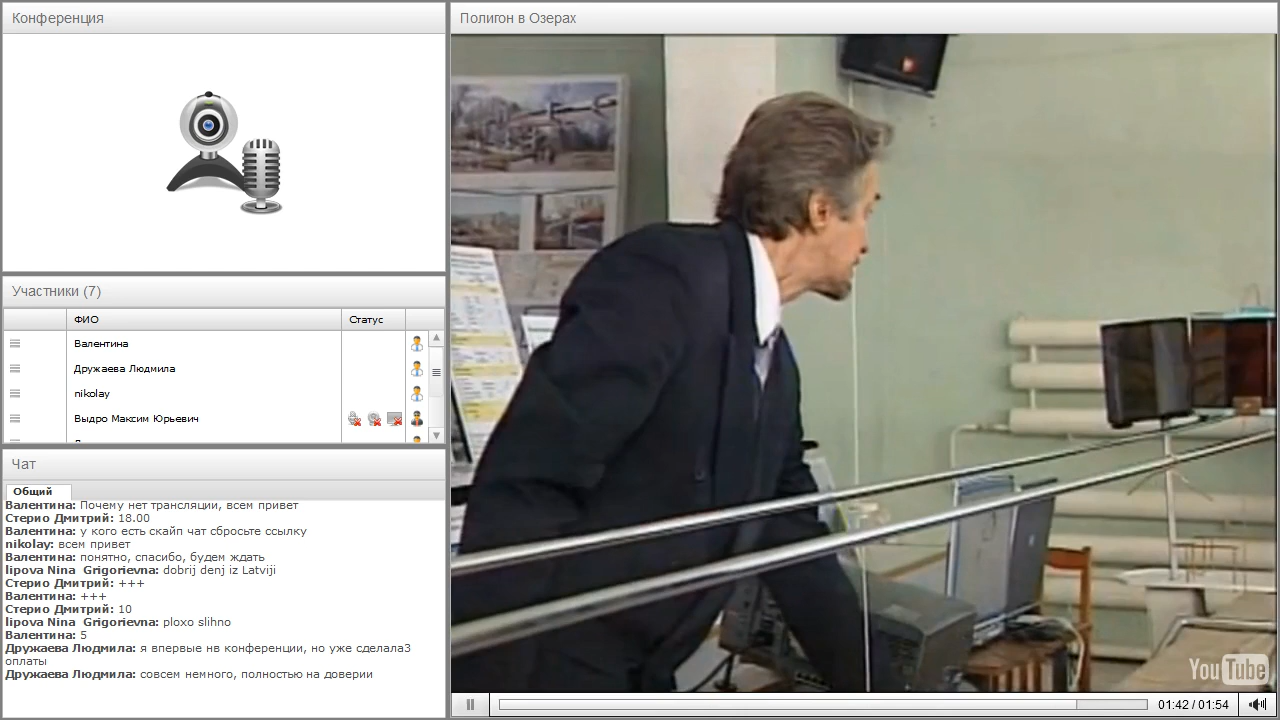 Конференция
Полигон в Озерах
Участники (7)
ФИО Статус
Валентина
Дружаева Людмила
nikolay
Выдро Максим Юрьевич
Чат
Общий
Валентина: Почему нет трансляции, всем привет
Стерио Дмитрий: 18.00
Валентина: у кого есть скайп чат сбросьте ссылку
nikolay: всем привет
Валентина: понятно, спасибо, будем ждать
lipova Nina Grigorievna: dobrij denj iz Latviji
Стерио Дмитрий: +++
Валентина: +++
Стерио Дмитрий: 10
lipova Nina Grigorievna: ploxo slihno
Валентина: 5
Дружаева Людмила: я впервые нв конференции, но уже сделала3
оплаты
Дружаева Людмила: совсем немного, полностью на доверии
YouTube
01:42 / 01:54